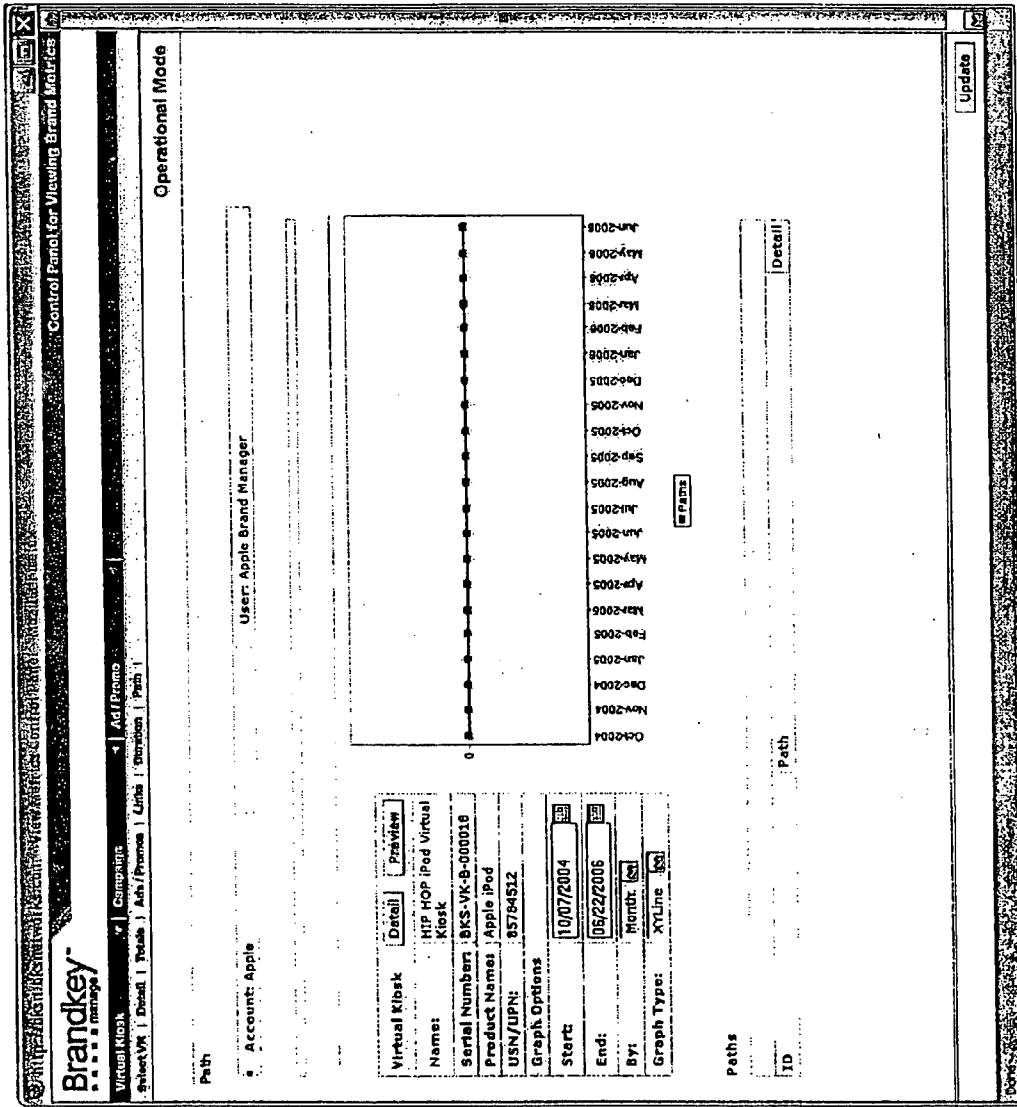 Control Panel for Viewing Brand Metrics
Brandkey
manage
Virtual Kiosk Campaign Ad/Promo
Select VK | Detail | Totals | Ads/Promos | Links | Duration | Path |
Operational Mode
Path
Account: Apple User: Apple Brand Manager
Virtual Kiosk Detail Preview
Name: HIP HOP iPod Virtual Kiosk
Serial Number: BKS-VK-B-000018
Product Name: Apple iPod
USN/UPN: 85784512
Graph Options
Start: 10/07/2004
End: 06/22/2006
By: Month
Graph Type: XYLine
0
Oct-2004 Nov-2004 Dec-2004 Jan-2005 Feb-2005 Mar-2005 Apr-2005 May-2005 Jun-2005 Jul-2005 Aug-2005 Sep-2005 Oct-2005 Nov-2005 Dec-2005 Jan-2006 Feb-2006 Mar-2006 Apr-2006 May-2006 Jun-2006
Paths
Paths
ID Path Detail
Update
Done